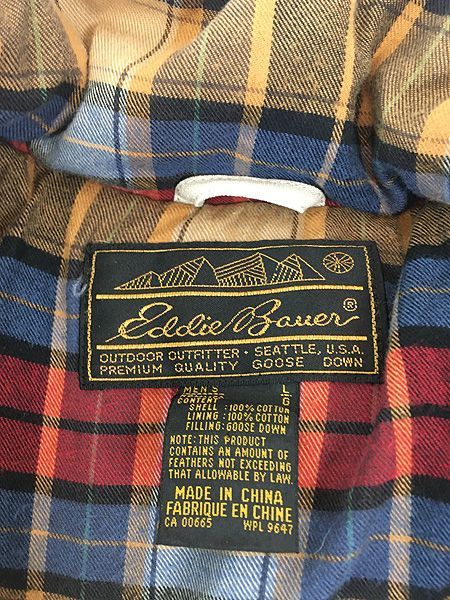 Eddie Bauer®
OUTDOOR OUTFITTER • SEATTLE, U.S.A.
PREMIUM QUALITY GOOSE DOWN
MEN'S L
CONTENT G
SHELL : 100% COTTON
LINING : 100% COTTON
FILLING: GOOSE DOWN
NOTE: THIS PRODUCT
CONTAINS AN AMOUNT OF
FEATHERS NOT EXCEEDING
THAT ALLOWABLE BY LAW.
MADE IN CHINA
FABRIQUE EN CHINE
CA 00665 WPL 9647